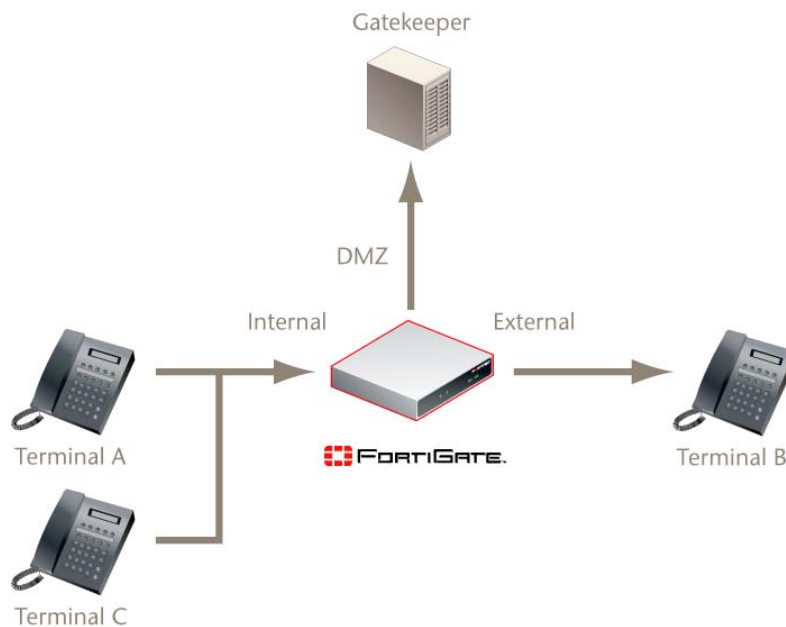 Gatekeeper
DMZ
Internal
External
Terminal A
FORTIGATE
Terminal B
Terminal C